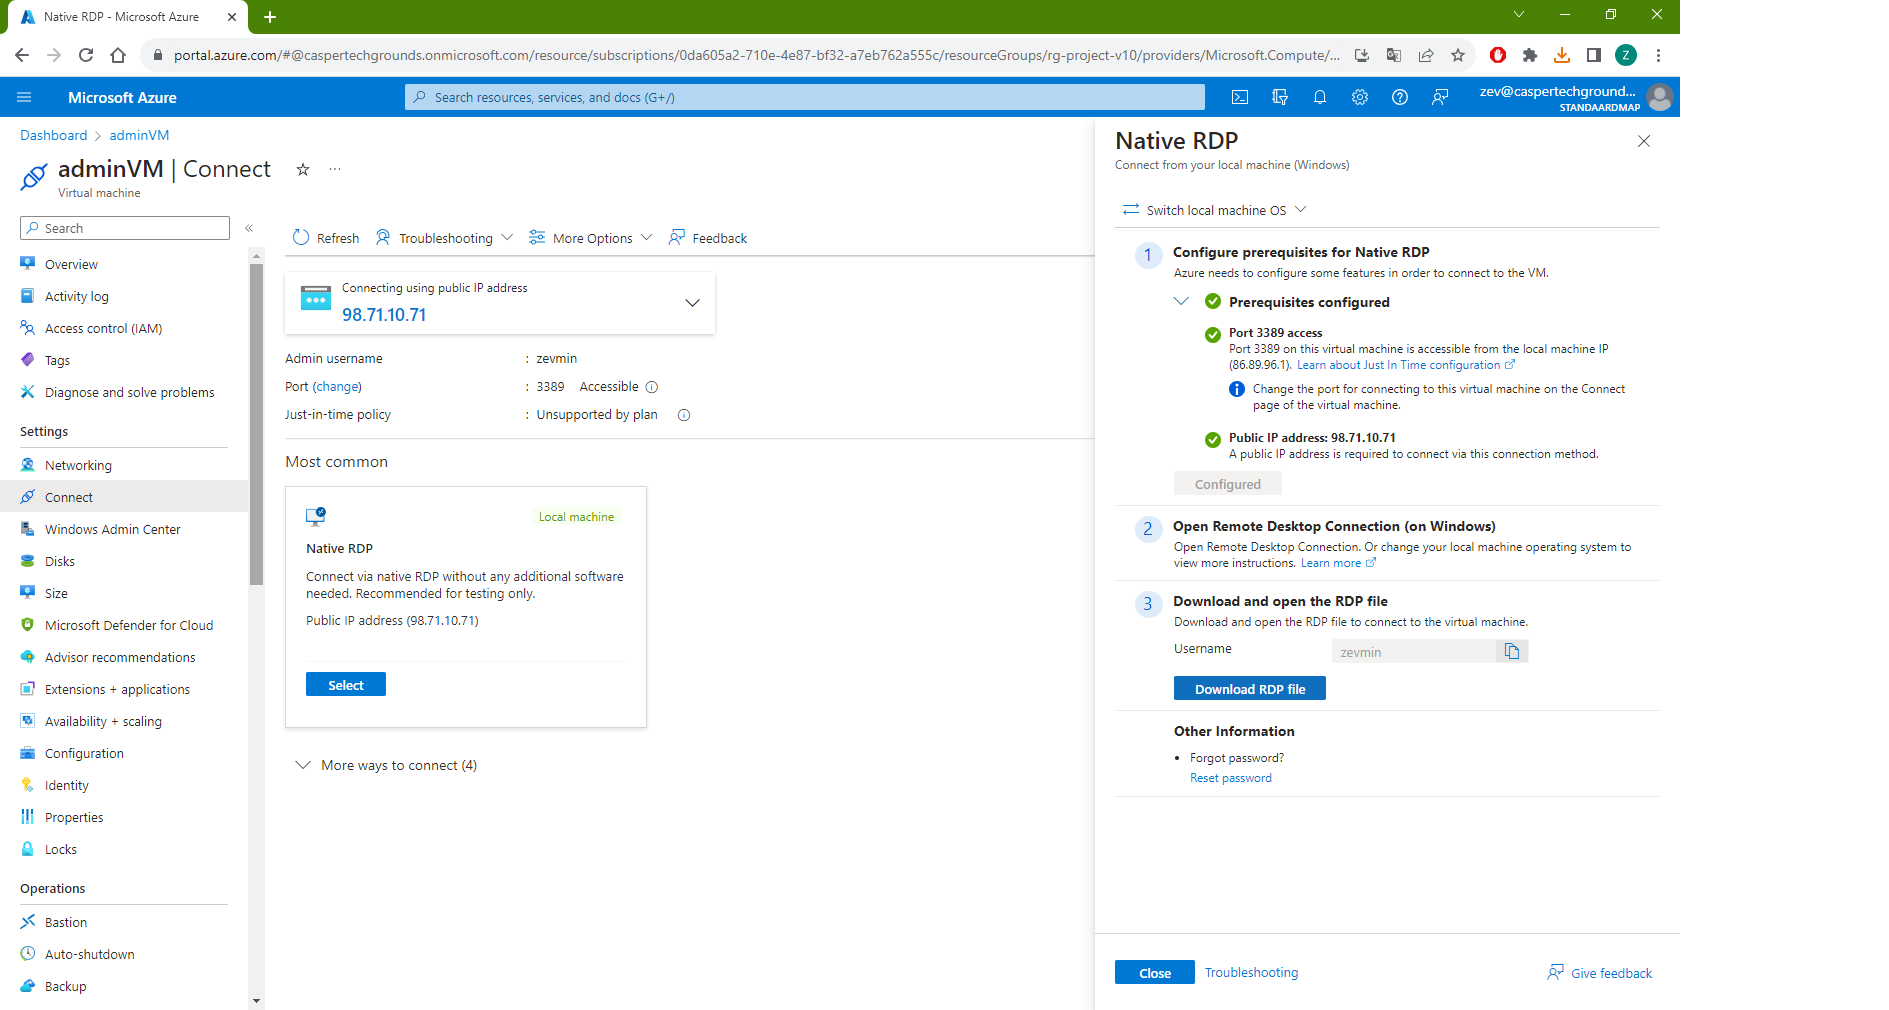 Native RDP - Microsoft Azure
portal.azure.com/#@caspertechgrounds.onmicrosoft.com/resource/subscriptions/0da605a2-710e-4e87-bf32-a7eb762a555c/resourceGroups/rg-project-v10/providers/Microsoft.Compute/...
Z
Microsoft Azure
Search resources, services, and docs (G+/)
zev@caspertechground...
STANDAARDMAP
Dashboard > adminVM
adminVM | Connect
Virtual machine
Search
Overview
Activity log
Access control (IAM)
Tags
Diagnose and solve problems
Settings
Networking
Connect
Windows Admin Center
Disks
Size
Microsoft Defender for Cloud
Advisor recommendations
Extensions + applications
Availability + scaling
Configuration
Identity
Properties
Locks
Operations
Bastion
Auto-shutdown
Backup
Refresh Troubleshooting More Options Feedback
Connecting using public IP address
98.71.10.71
Admin username : zevmin
Port (change) : 3389 Accessible
Just-in-time policy : Unsupported by plan
Most common
Local machine
Native RDP
Connect via native RDP without any additional software
needed. Recommended for testing only.
Public IP address (98.71.10.71)
Select
More ways to connect (4)
Native RDP
Connect from your local machine (Windows)
Switch local machine OS
1 Configure prerequisites for Native RDP
Azure needs to configure some features in order to connect to the VM.
Prerequisites configured
Port 3389 access
Port 3389 on this virtual machine is accessible from the local machine IP
(86.89.96.1). Learn about Just In Time configuration
Change the port for connecting to this virtual machine on the Connect
page of the virtual machine.
Public IP address: 98.71.10.71
A public IP address is required to connect via this connection method.
Configured
2 Open Remote Desktop Connection (on Windows)
Open Remote Desktop Connection. Or change your local machine operating system to
view more instructions. Learn more
3 Download and open the RDP file
Download and open the RDP file to connect to the virtual machine.
Username zevmin
Download RDP file
Other Information
• Forgot password?
Reset password
Close Troubleshooting Give feedback